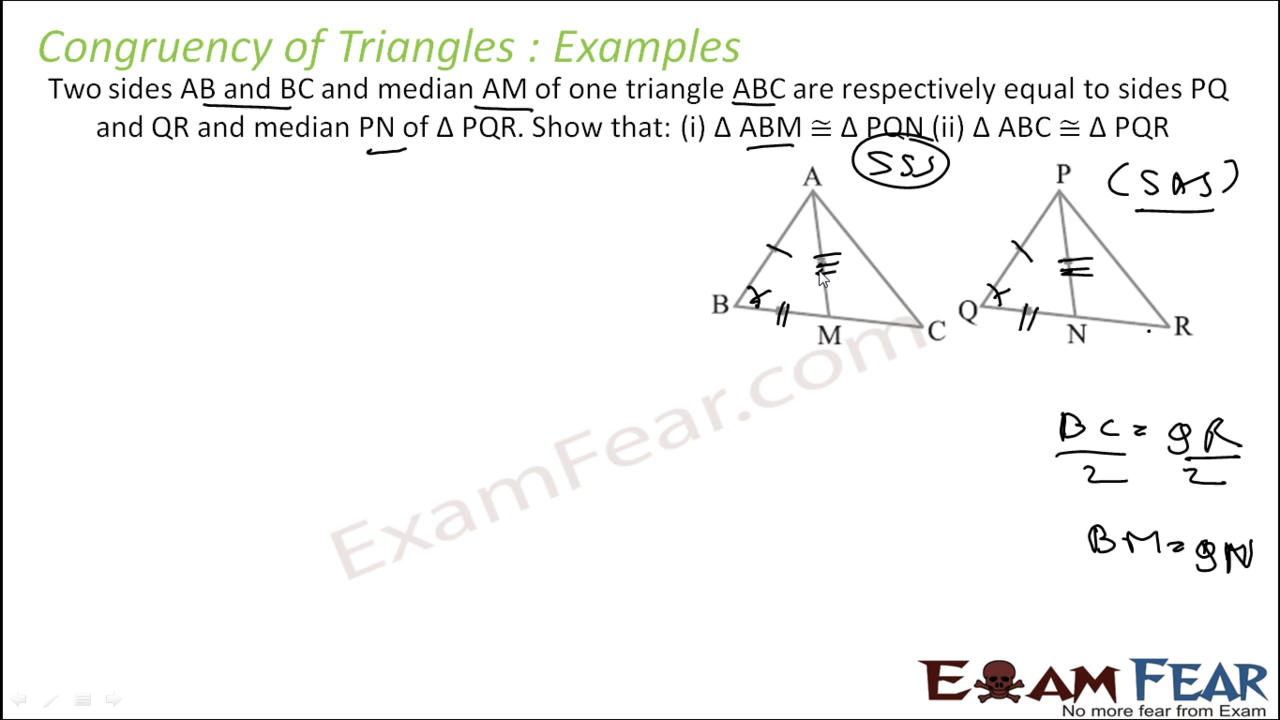 Congruency of Triangles : Examples
Two sides AB and BC and median AM of one triangle ABC are respectively equal to sides PQ
and QR and median PN of Δ PQR. Show that: (i) Δ ABM ≅ Δ PQN (ii) Δ ABC ≅ Δ PQR
SSS
(SAS)
A
P
B
M
C
Q
N
R
BC = QR
2 2
BM = QN
ExamFear.com
EXAM FEAR
No more fear from Exam